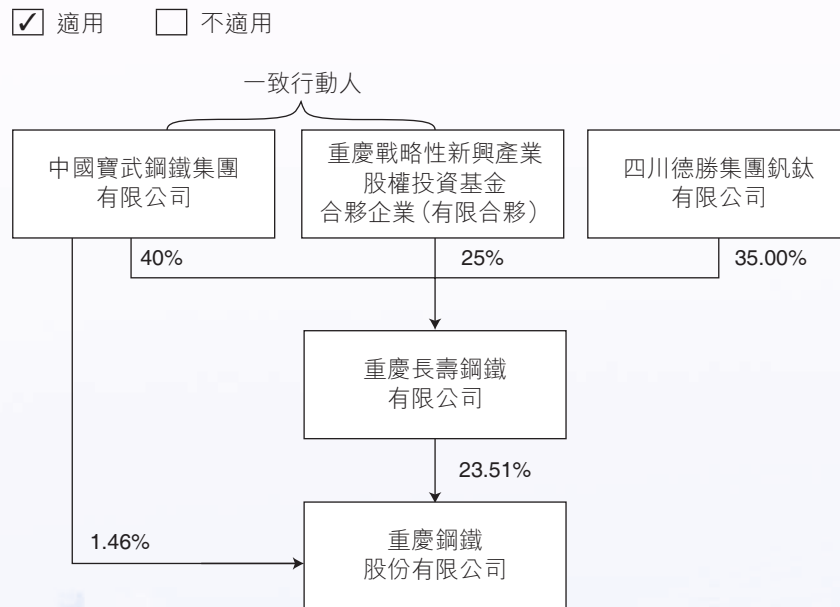 ✓ 適用 不適用
一致行動人
中國寶武鋼鐵集團
有限公司
重慶戰略性新興產業
股權投資基金
合夥企業（有限合夥）
四川德勝集團釩鈦
有限公司
40%
25%
35.00%
重慶長壽鋼鐵
有限公司
23.51%
1.46%
重慶鋼鐵
股份有限公司